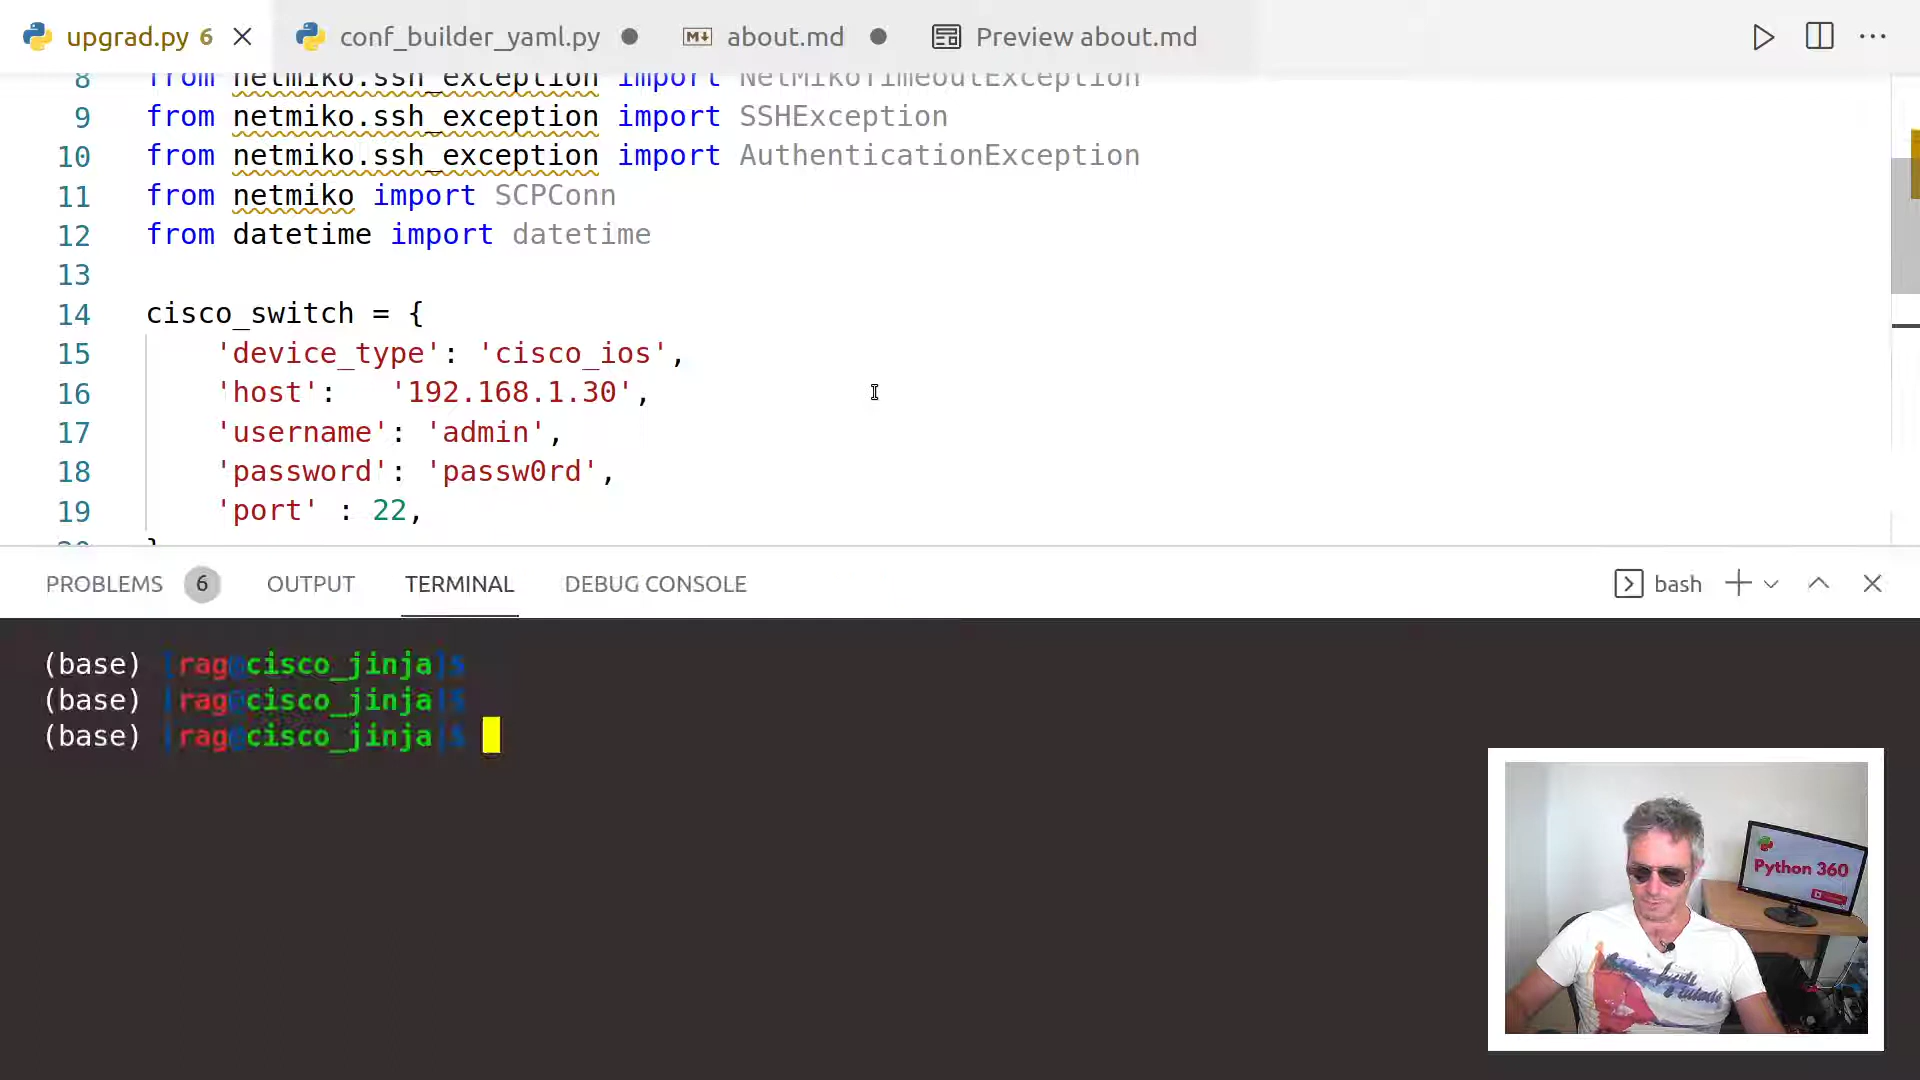 upgrad.py 6 conf_builder_yaml.py about.md Preview about.md
8 from netmiko.ssh_exception import NetMikoTimeoutException
9 from netmiko.ssh_exception import SSHException
10 from netmiko.ssh_exception import AuthenticationException
11 from netmiko import SCPConn
12 from datetime import datetime
13
14 cisco_switch = {
15 'device_type': 'cisco_ios',
16 'host':   '192.168.1.30',
17 'username': 'admin',
18 'password': 'passw0rd',
19 'port' : 22,
20 }
PROBLEMS 6 OUTPUT TERMINAL DEBUG CONSOLE bash
(base) [rag@cisco_jinja]$
(base) [rag@cisco_jinja]$
(base) [rag@cisco_jinja]$
Python 360